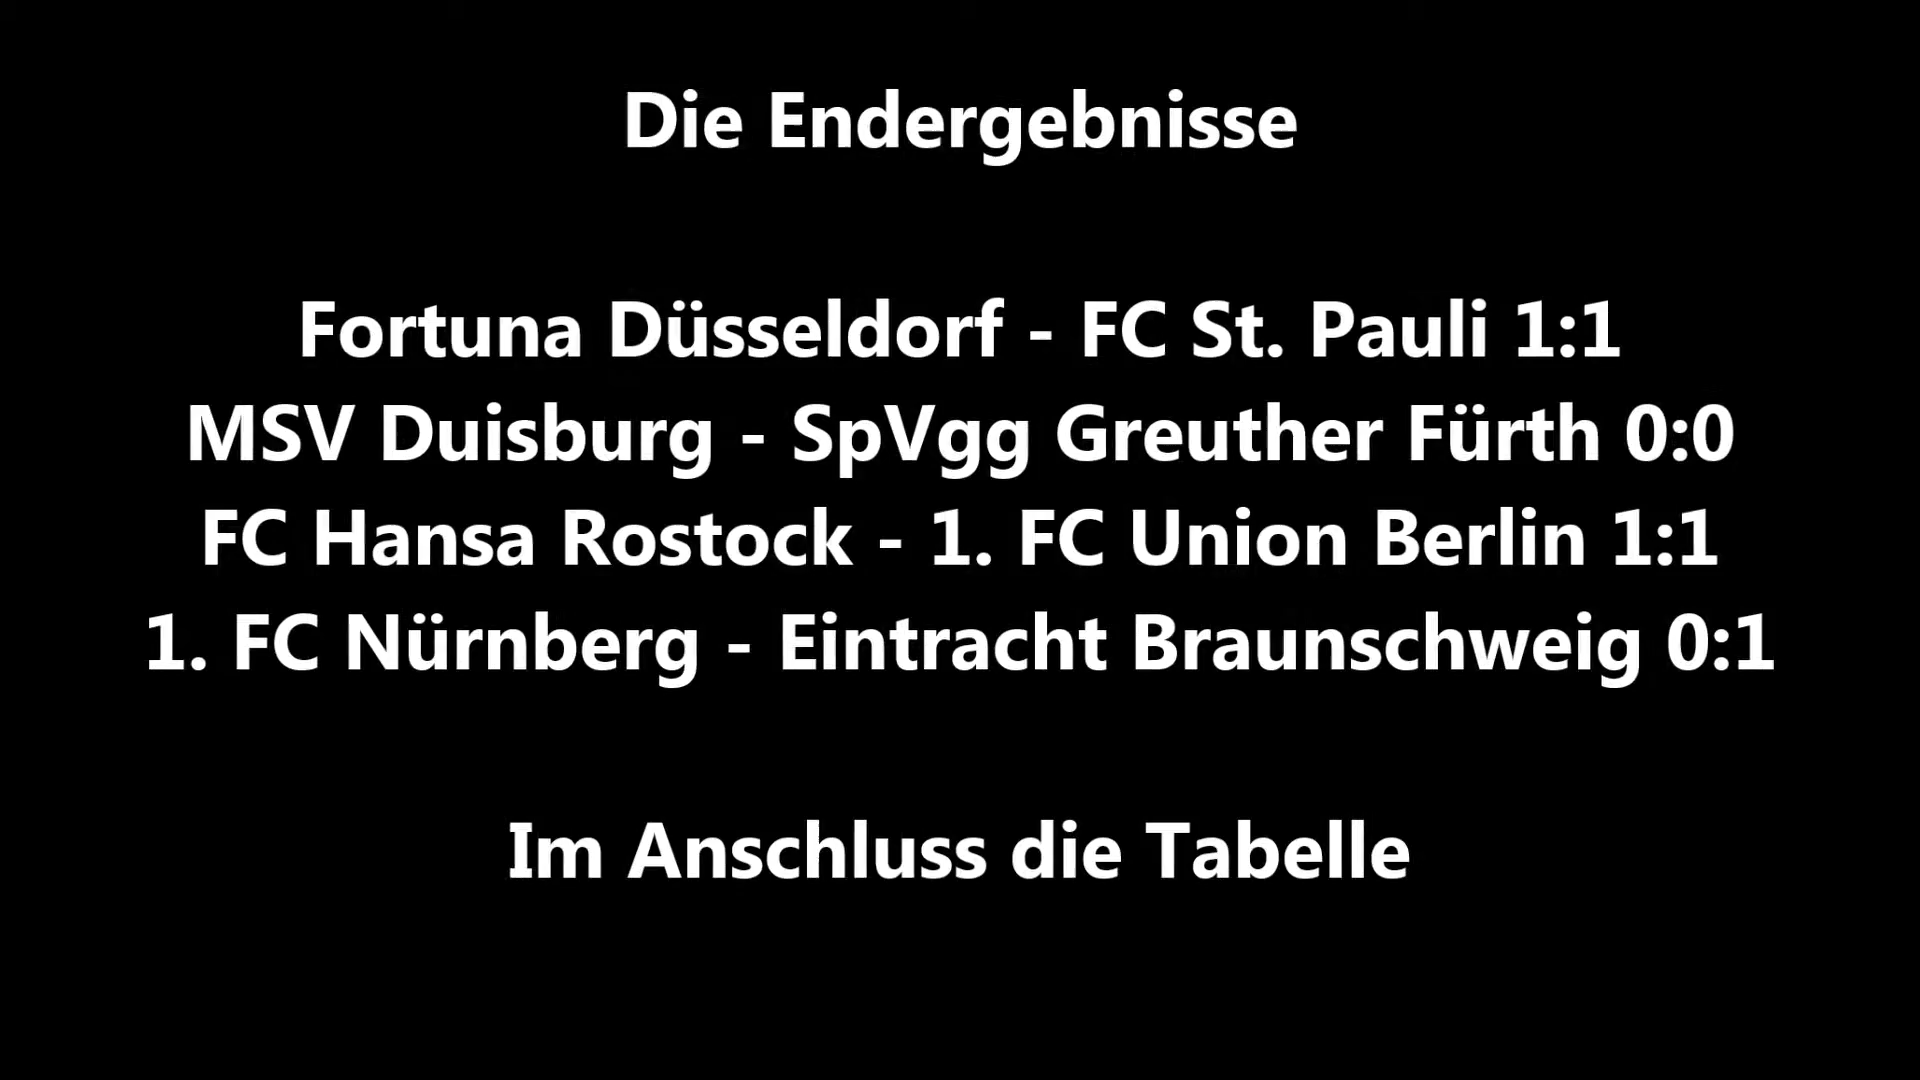 Die Endergebnisse
Fortuna Düsseldorf - FC St. Pauli 1:1
MSV Duisburg - SpVgg Greuther Fürth 0:0
FC Hansa Rostock - 1. FC Union Berlin 1:1
1. FC Nürnberg - Eintracht Braunschweig 0:1
Im Anschluss die Tabelle